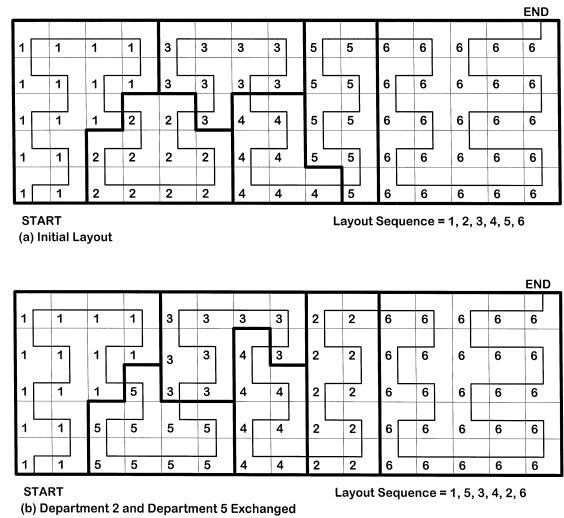 END
1 1 1 1 3 3 3 3 5 5 6 6 6 6 6
1 1 1 1 3 3 3 3 5 5 6 6 6 6 6
1 1 1 2 2 3 4 4 5 5 6 6 6 6 6
1 1 2 2 2 2 4 4 5 5 6 6 6 6 6
1 1 2 2 2 2 4 4 4 5 6 6 6 6 6
START
Layout Sequence = 1, 2, 3, 4, 5, 6
(a) Initial Layout
END
1 1 1 1 3 3 3 3 2 2 6 6 6 6 6
1 1 1 1 3 3 4 3 2 2 6 6 6 6 6
1 1 1 5 3 3 4 4 2 2 6 6 6 6 6
1 1 5 5 5 5 4 4 2 2 6 6 6 6 6
1 1 5 5 5 5 4 4 2 2 6 6 6 6 6
START
Layout Sequence = 1, 5, 3, 4, 2, 6
(b) Department 2 and Department 5 Exchanged